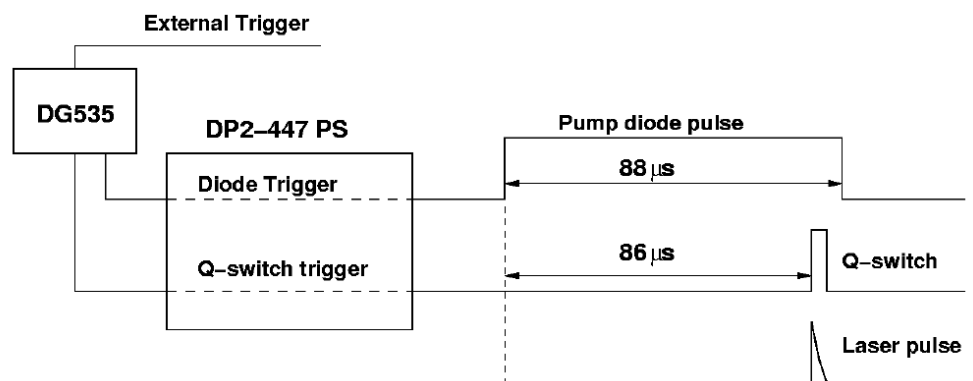 External Trigger
DG535
DP2–447 PS
Pump diode pulse
Diode Trigger
88 μs
Q–switch trigger
86 μs
Q–switch
Laser pulse